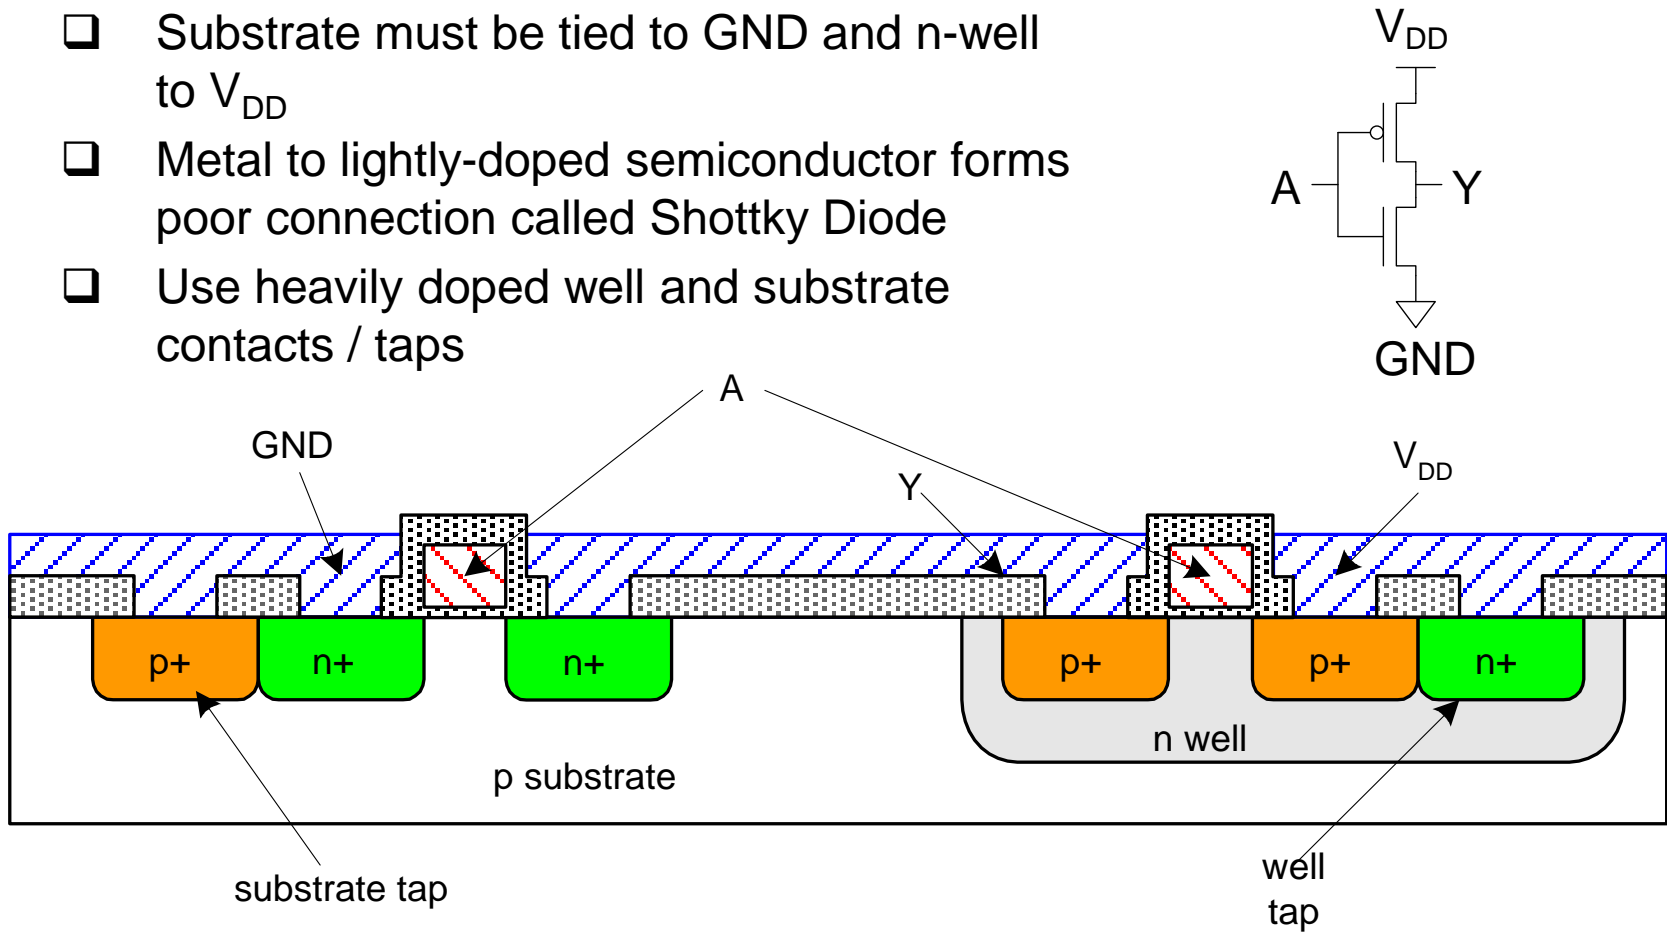 ❑ Substrate must be tied to GND and n-well
to VDD
❑ Metal to lightly-doped semiconductor forms
poor connection called Shottky Diode
❑ Use heavily doped well and substrate
contacts / taps
VDD
A
Y
GND
A
GND
Y
VDD
p+
n+
n+
p+
p+
n+
n well
p substrate
substrate tap
well
tap